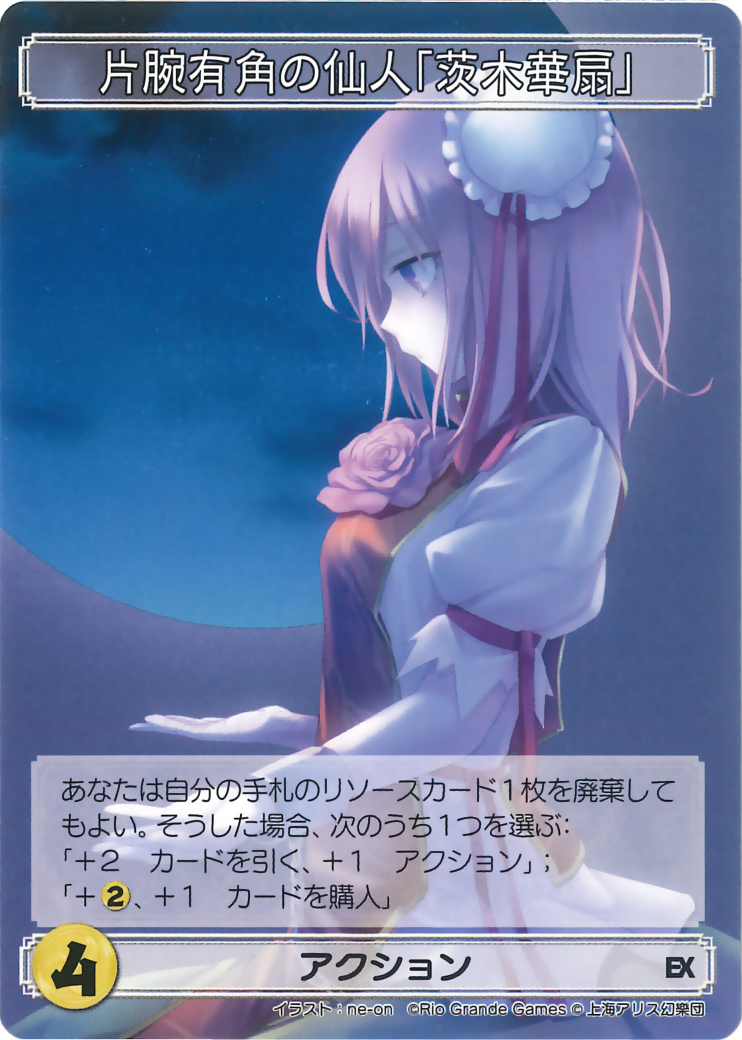 片腕有角の仙人「茨木華扇」
あなたは自分の手札のリソースカード1枚を廃棄して
もよい。そうした場合、次のうち1つを選ぶ：
「＋2　カードを引く、＋1　アクション」；
「＋2、＋1　カードを購入」
4
アクション
EX
イラスト：ne-on　©Rio Grande Games © 上海アリス幻樂団